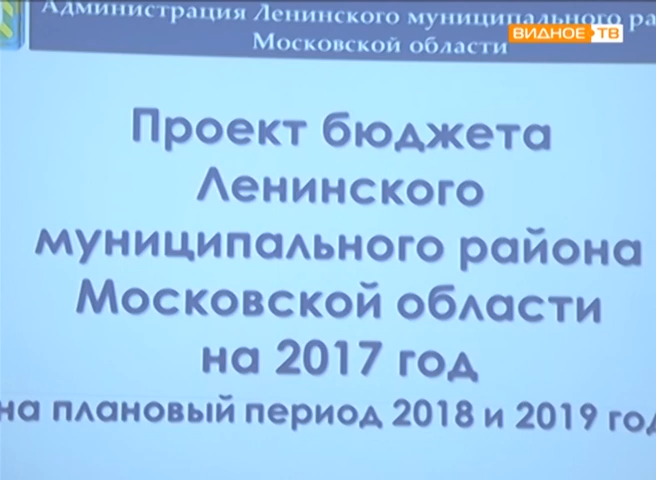 Администрация Ленинского муниципального ра
Московской области
ВИДНОЕ ТВ
Проект бюджета
Ленинского
муниципального района
Московской области
на 2017 год
на плановый период 2018 и 2019 год